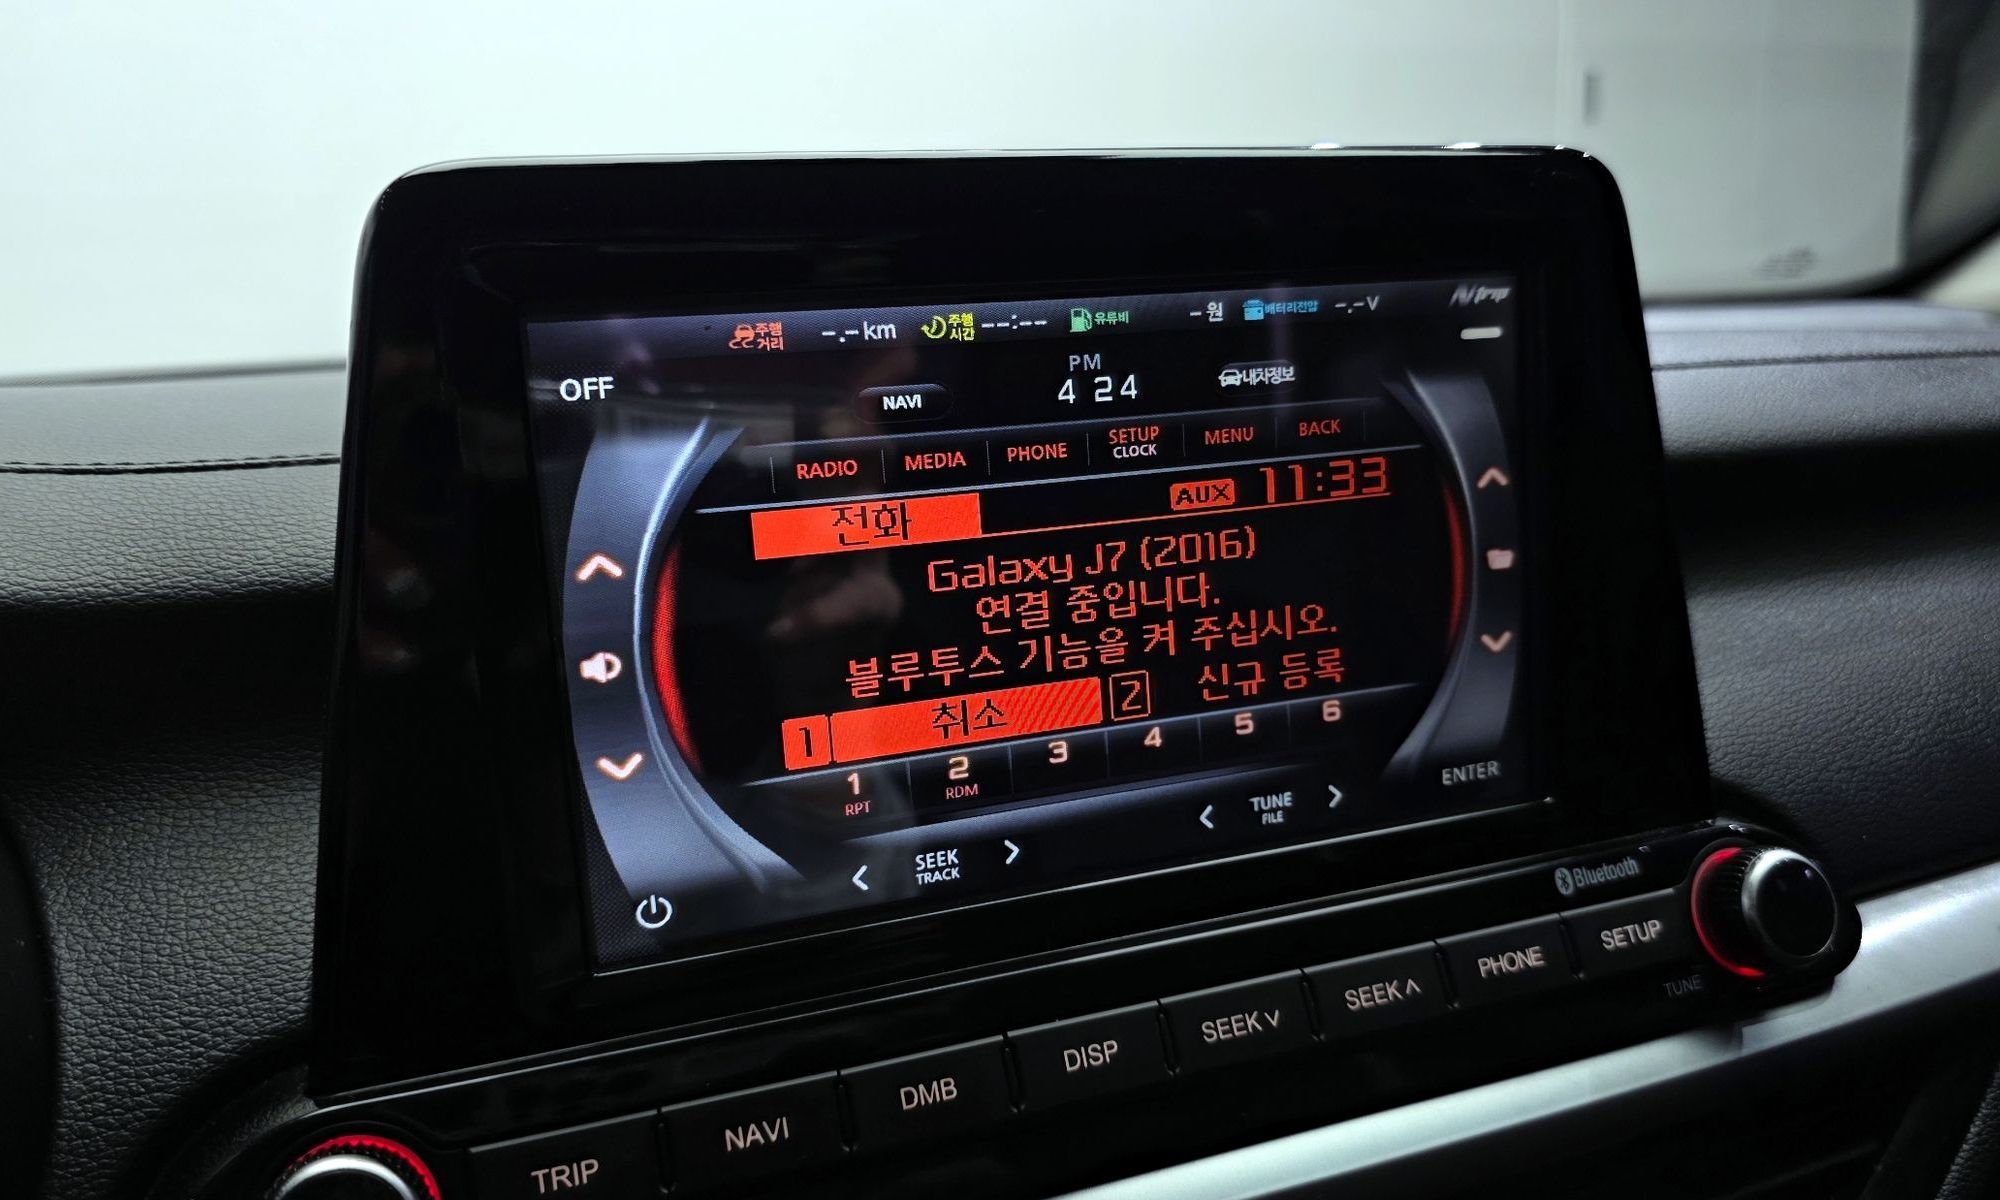 Ntrip
주행거리 -.-km 주행시간 --:-- 유류비 -원 배터리전압 -.-V
OFF
NAVI
PM
4 24
내차정보
RADIO MEDIA PHONE SETUP CLOCK MENU BACK
전화 AUX 11:33
Galaxy J7 (2016)
연결 중입니다.
블루투스 기능을 켜 주십시오.
1 취소 2 신규 등록
1 RPT 2 RDM 3 4 5 6
< SEEK TRACK > < TUNE FILE > ENTER
Bluetooth
TRIP NAVI DMB DISP SEEK∨ SEEK∧ PHONE SETUP
TUNE